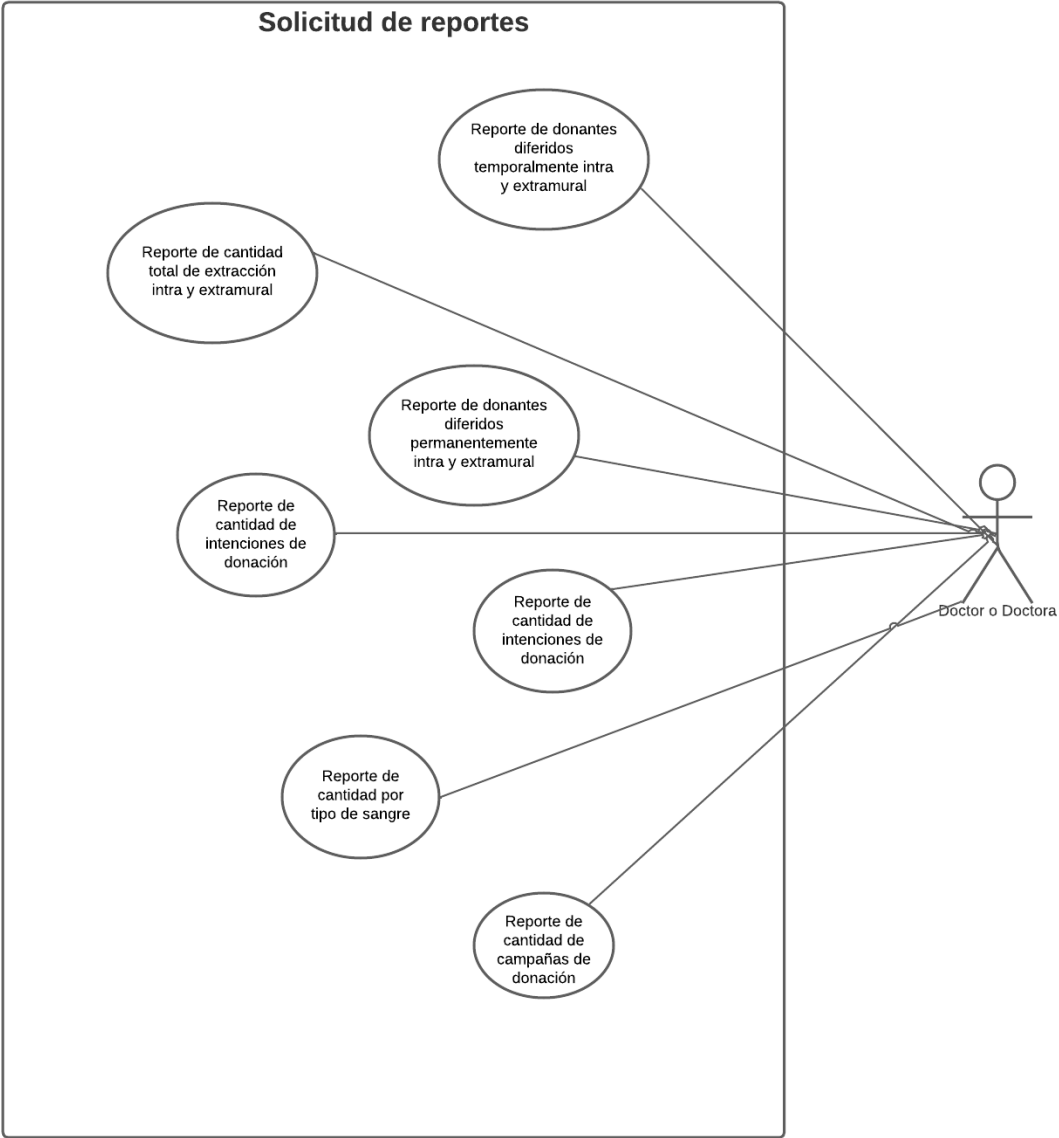 Solicitud de reportes
Reporte de donantes
diferidos
temporalmente intra
y extramural
Reporte de cantidad
total de extracción
intra y extramural
Reporte de donantes
diferidos
permanentemente
intra y extramural
Reporte de
cantidad de
intenciones de
donación
Reporte de
cantidad de
intenciones de
donación
Doctor o Doctora
Reporte de
cantidad por
tipo de sangre
Reporte de
cantidad de
campañas de
donación